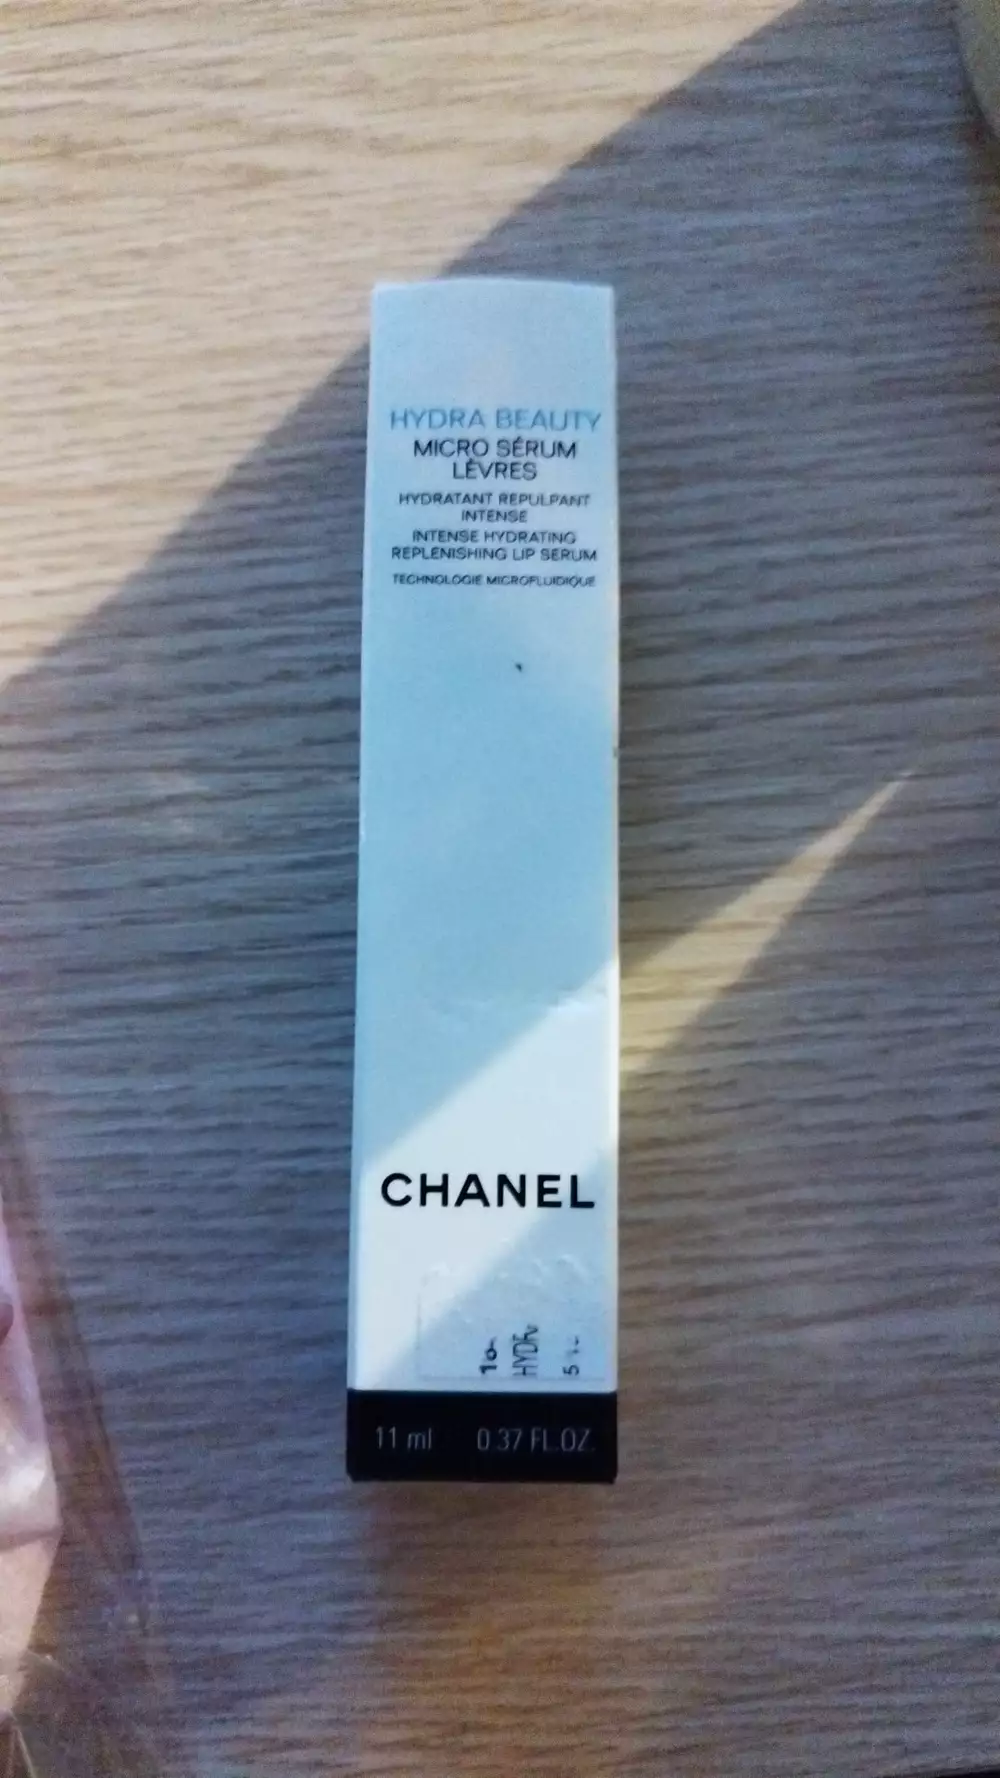 HYDRA BEAUTY
MICRO SÉRUM
LÈVRES
HYDRATANT REPULPANT
INTENSE
INTENSE HYDRATING
REPLENISHING LIP SERUM
TECHNOLOGIE MICROFLUIDIQUE
CHANEL
11 ml 0.37 FL.OZ.